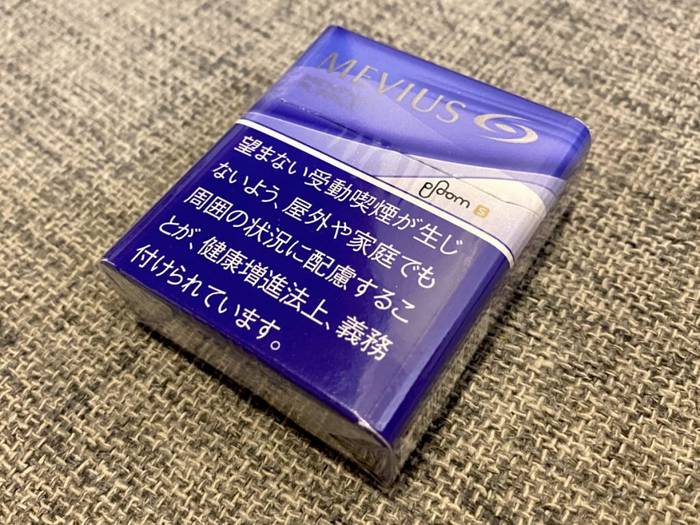 MEVIUS
ploom S
望まない受動喫煙が生じ
ないよう、屋外や家庭でも
周囲の状況に配慮するこ
とが、健康増進法上、義務
付けられています。